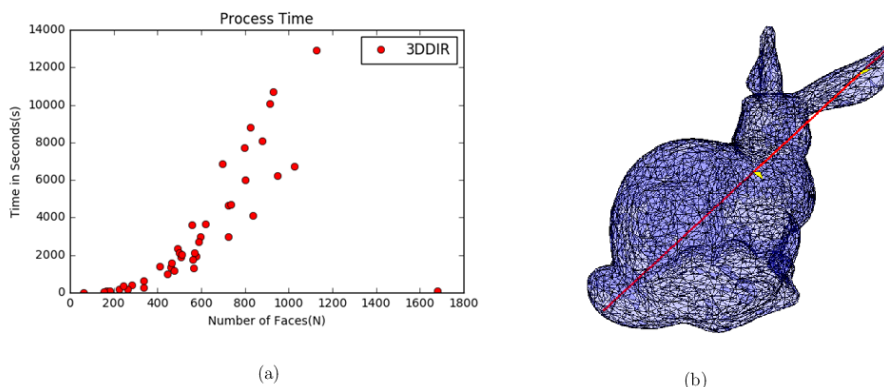 Process Time
14000
12000
10000
8000
6000
4000
2000
0
Time in Seconds(s)
3DDIR
0 200 400 600 800 1000 1200 1400 1600 1800
Number of Faces(N)
(a)
(b)